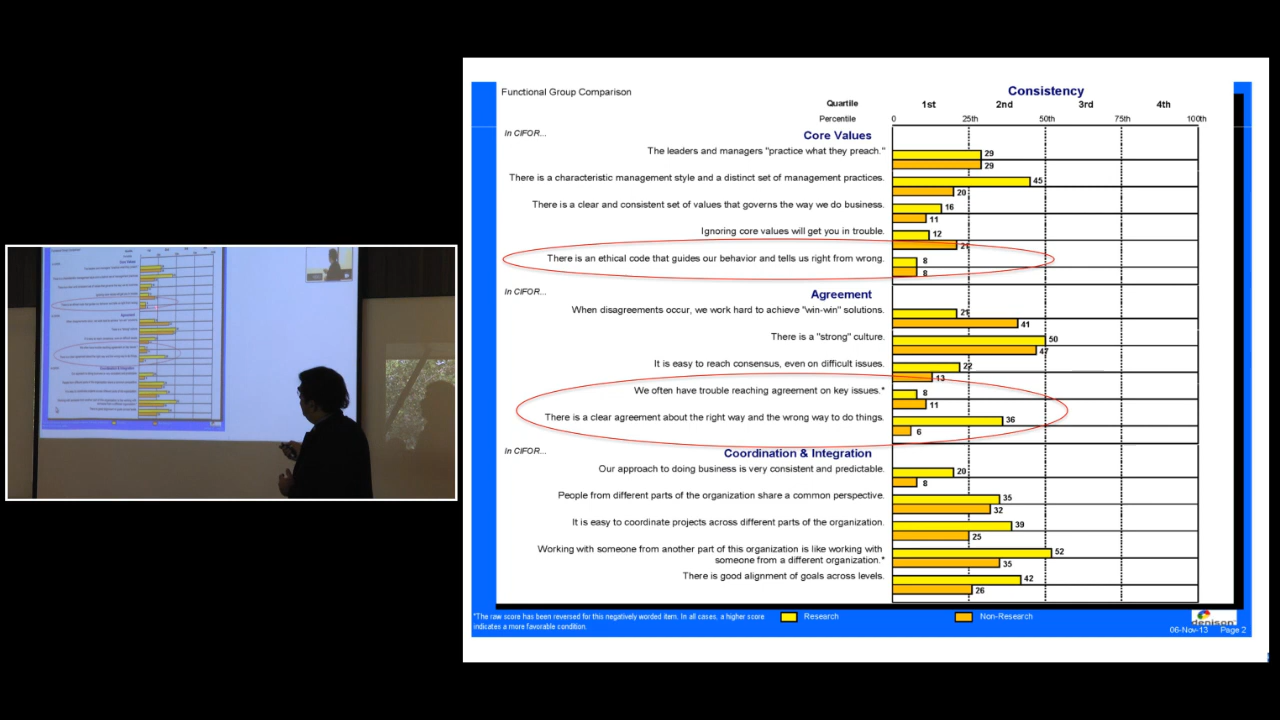 Functional Group Comparison
Consistency
Quartile 1st 2nd 3rd 4th
Percentile 0 25th 50th 75th 100th
In CIFOR...
Core Values
The leaders and managers "practice what they preach." 29
29
There is a characteristic management style and a distinct set of management practices. 45
20
There is a clear and consistent set of values that governs the way we do business. 16
11
Ignoring core values will get you in trouble. 12
21
There is an ethical code that guides our behavior and tells us right from wrong. 8
8
In CIFOR...
Agreement
When disagreements occur, we work hard to achieve "win-win" solutions. 21
41
There is a "strong" culture. 50
47
It is easy to reach consensus, even on difficult issues. 22
13
We often have trouble reaching agreement on key issues.* 8
11
There is a clear agreement about the right way and the wrong way to do things. 36
6
In CIFOR...
Coordination & Integration
Our approach to doing business is very consistent and predictable. 20
8
People from different parts of the organization share a common perspective. 35
32
It is easy to coordinate projects across different parts of the organization. 39
25
Working with someone from another part of this organization is like working with 52
someone from a different organization.* 35
There is good alignment of goals across levels. 42
26
*The raw score has been reversed for this negatively worded item. In all cases, a higher score
indicates a more favorable condition.
Research
Non-Research
denison
06-Nov-13 Page 2